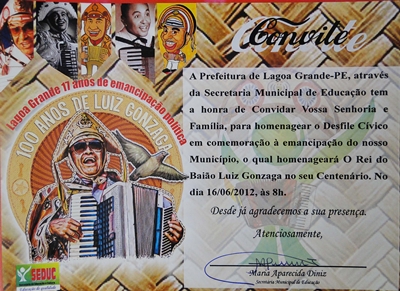 Convite
Lagoa Grande 17 anos de emancipação política
100 ANOS DE LUIZ GONZAGA
A Prefeitura de Lagoa Grande-PE, através
da Secretaria Municipal de Educação tem
a honra de Convidar Vossa Senhoria e
Família, para homenagear o Desfile Cívico
em comemoração à emancipação do nosso
Município, o qual homenageará O Rei do
Baião Luiz Gonzaga no seu Centenário. No
dia 16/06/2012, às 8h.
Desde já agradecemos a sua presença.
Atenciosamente,
Maria Aparecida Diniz
Secretária Municipal de Educação
SEDUC
Educação de qualidade